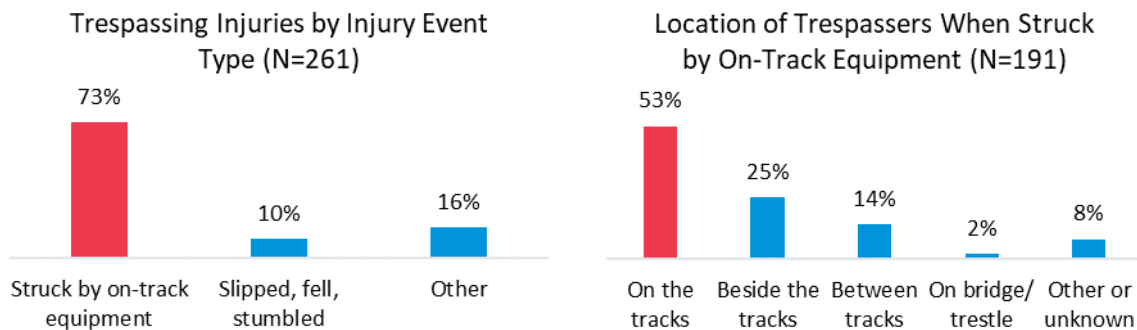 Trespassing Injuries by Injury Event
Type (N=261)
73%
10%
16%
Struck by on-track
equipment
Slipped, fell,
stumbled
Other
Location of Trespassers When Struck
by On-Track Equipment (N=191)
53%
25%
14%
2%
8%
On the
tracks
Beside the
tracks
Between
tracks
On bridge/
trestle
Other or
unknown